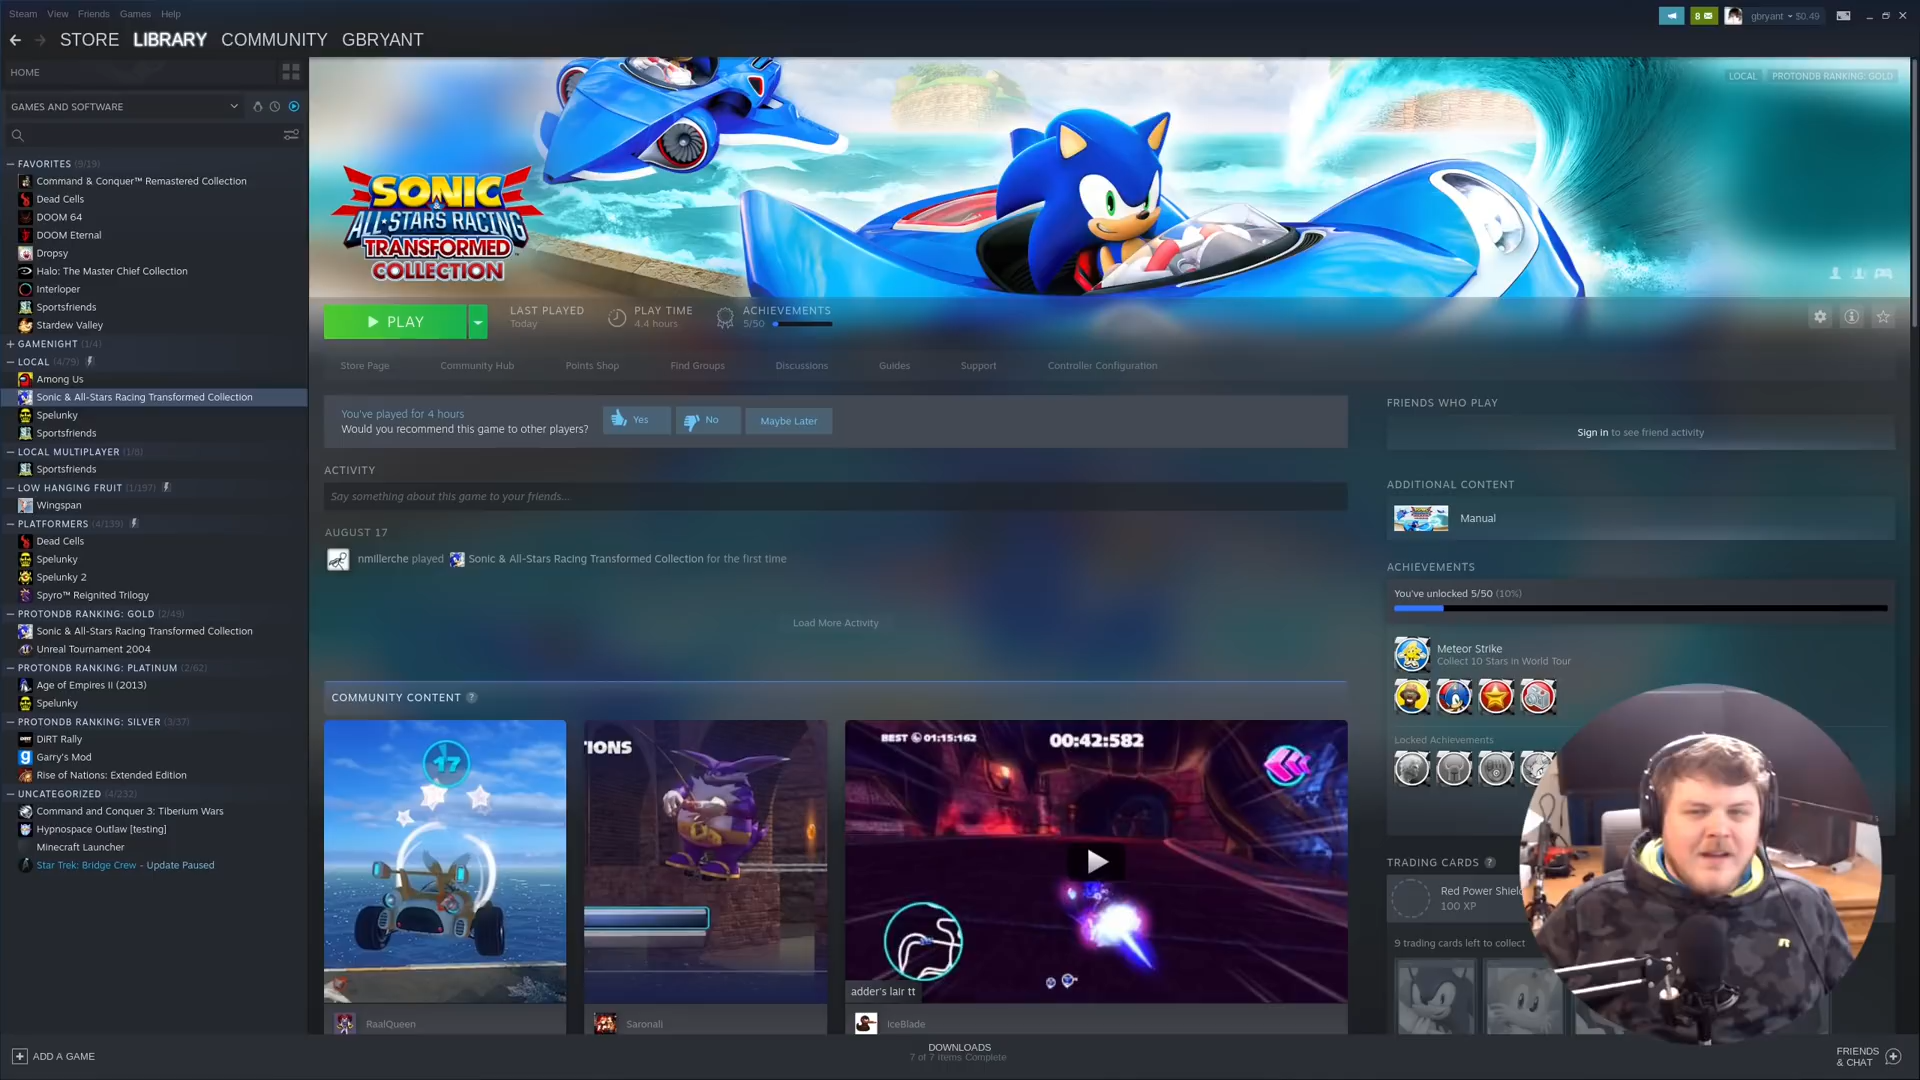 Steam View Friends Games Help
8
gbryant
$0.49
STORE LIBRARY COMMUNITY GBRYANT
HOME
GAMES AND SOFTWARE
FAVORITES (9/19)
Command & Conquer™ Remastered Collection
Dead Cells
DOOM 64
DOOM Eternal
Dropsy
Halo: The Master Chief Collection
Interloper
Sportsfriends
Stardew Valley
GAMENIGHT (1/4)
LOCAL (4/79)
Among Us
Sonic & All-Stars Racing Transformed Collection
Spelunky
Sportsfriends
LOCAL MULTIPLAYER (1/8)
Sportsfriends
LOW HANGING FRUIT (1/197)
Wingspan
PLATFORMERS (4/139)
Dead Cells
Spelunky
Spelunky 2
Spyro™ Reignited Trilogy
PROTONDB RANKING: GOLD (2/49)
Sonic & All-Stars Racing Transformed Collection
Unreal Tournament 2004
PROTONDB RANKING: PLATINUM (2/62)
Age of Empires II (2013)
Spelunky
PROTONDB RANKING: SILVER (3/37)
DiRT Rally
Garry's Mod
Rise of Nations: Extended Edition
UNCATEGORIZED (4/232)
Command and Conquer 3: Tiberium Wars
Hypnospace Outlaw [testing]
Minecraft Launcher
Star Trek: Bridge Crew - Update Paused
ADD A GAME
LOCAL
PROTONDB RANKING: GOLD
SONIC
&
ALL-STARS RACING
TRANSFORMED™
COLLECTION
PLAY
LAST PLAYED
Today
PLAY TIME
4.4 hours
ACHIEVEMENTS
5/50
Store Page
Community Hub
Points Shop
Find Groups
Discussions
Guides
Support
Controller Configuration
You've played for 4 hours
Would you recommend this game to other players?
Yes
No
Maybe Later
ACTIVITY
Say something about this game to your friends...
AUGUST 17
nmillerche played Sonic & All-Stars Racing Transformed Collection for the first time
Load More Activity
COMMUNITY CONTENT ?
17
IONS
BEST 01:15:162
00:42:582
adder's lair tt
RaalQueen
Saronali
IceBlade
FRIENDS WHO PLAY
Sign in to see friend activity
ADDITIONAL CONTENT
Manual
ACHIEVEMENTS
You've unlocked 5/50 (10%)
Meteor Strike
Collect 10 Stars in World Tour
Locked Achievements
TRADING CARDS ?
Red Power Shield
100 XP
9 trading cards left to collect
DOWNLOADS
7 of 7 Items Complete
FRIENDS
& CHAT